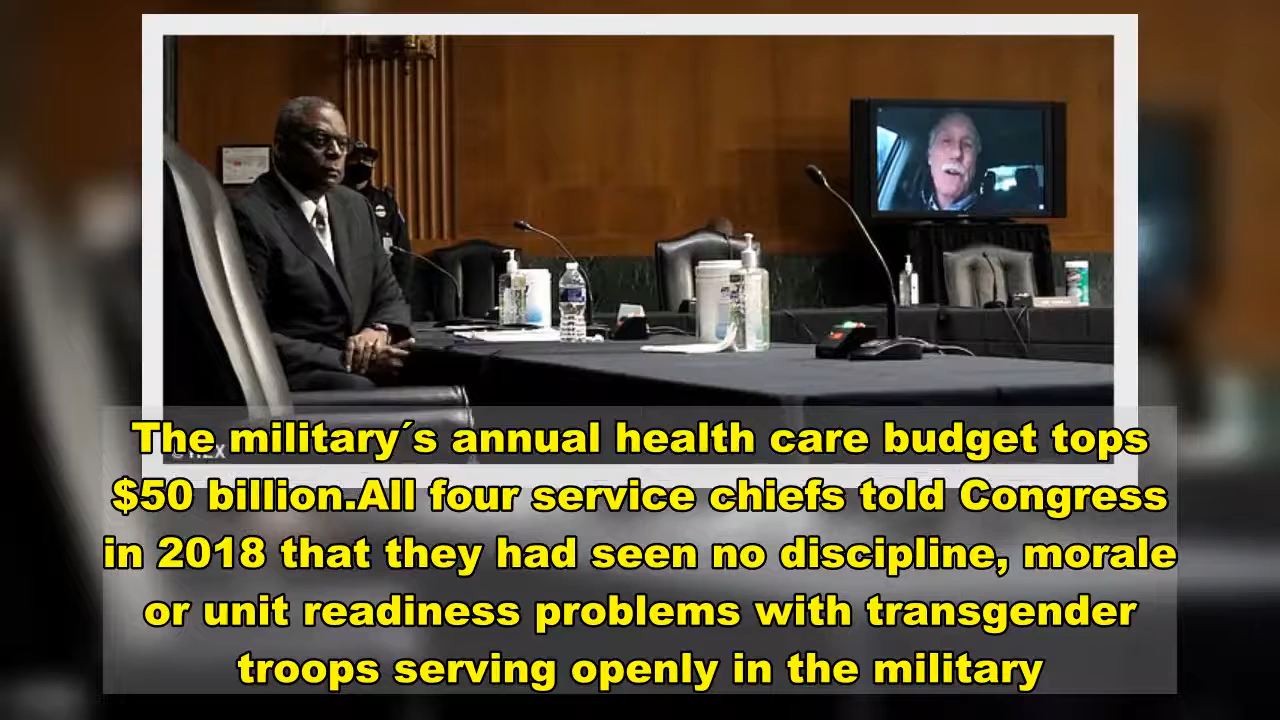 The military´s annual health care budget tops
$50 billion.All four service chiefs told Congress
in 2018 that they had seen no discipline, morale
or unit readiness problems with transgender
troops serving openly in the military